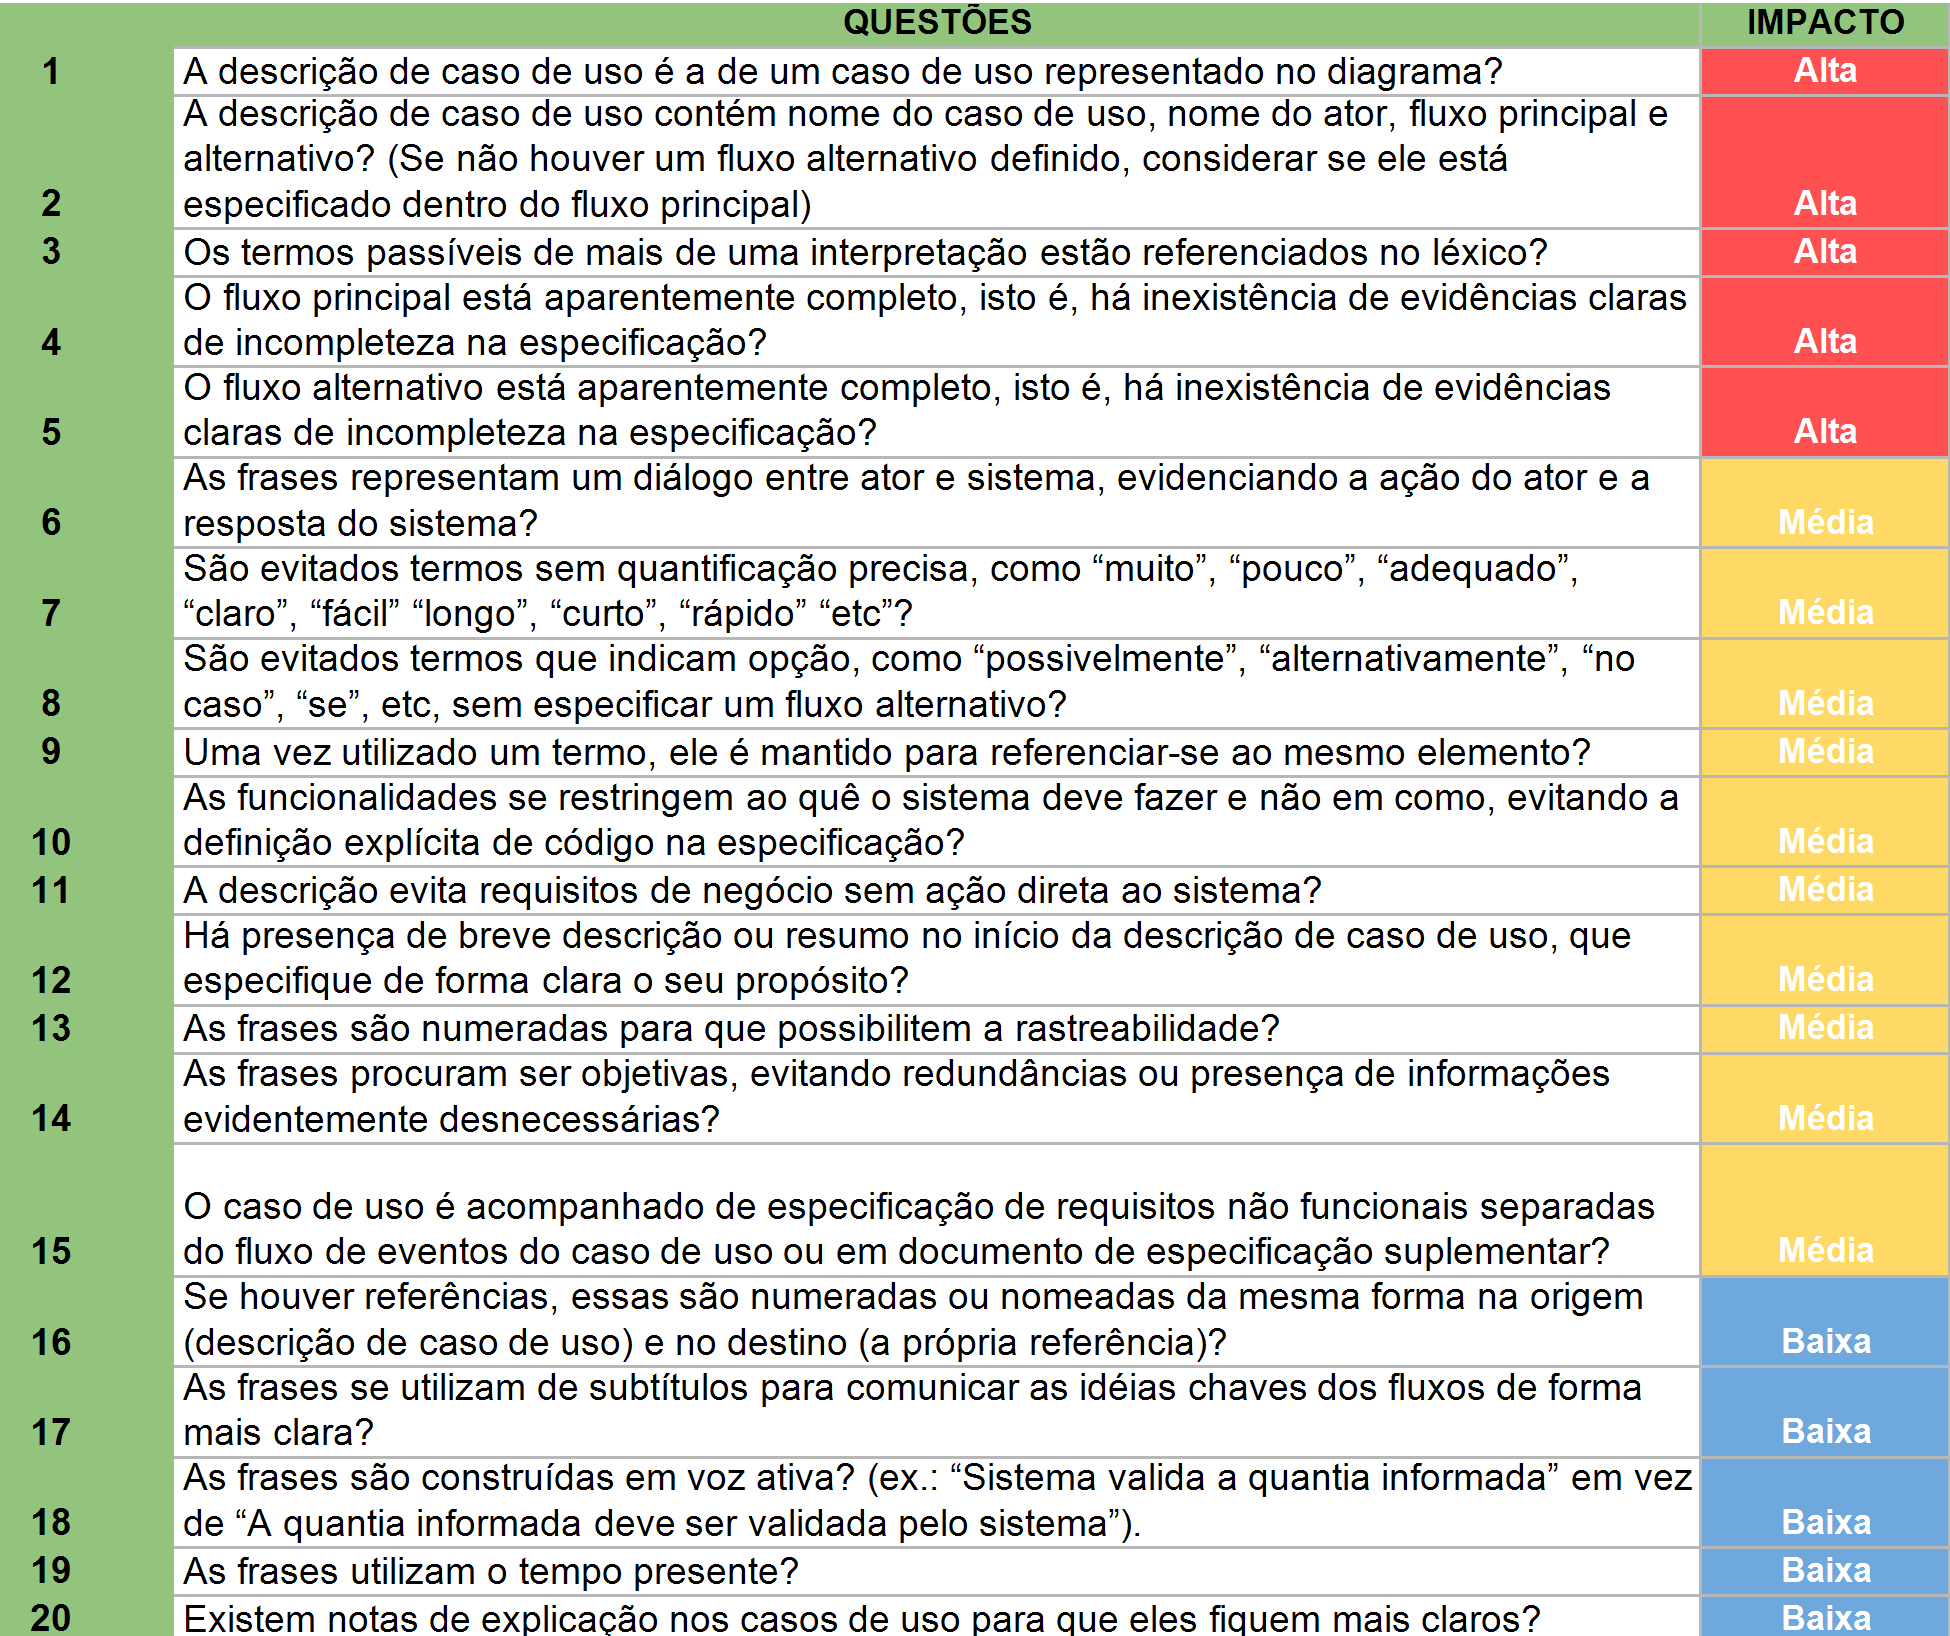 QUESTÕES IMPACTO
1 A descrição de caso de uso é a de um caso de uso representado no diagrama? Alta
A descrição de caso de uso contém nome do caso de uso, nome do ator, fluxo principal e
alternativo? (Se não houver um fluxo alternativo definido, considerar se ele está
2 especificado dentro do fluxo principal) Alta
3 Os termos passíveis de mais de uma interpretação estão referenciados no léxico? Alta
O fluxo principal está aparentemente completo, isto é, há inexistência de evidências claras
4 de incompleteza na especificação? Alta
O fluxo alternativo está aparentemente completo, isto é, há inexistência de evidências
5 claras de incompleteza na especificação? Alta
As frases representam um diálogo entre ator e sistema, evidenciando a ação do ator e a
6 resposta do sistema? Média
São evitados termos sem quantificação precisa, como “muito”, “pouco”, “adequado”,
7 “claro”, “fácil” “longo”, “curto”, “rápido” “etc”? Média
São evitados termos que indicam opção, como “possivelmente”, “alternativamente”, “no
8 caso”, “se”, etc, sem especificar um fluxo alternativo? Média
9 Uma vez utilizado um termo, ele é mantido para referenciar-se ao mesmo elemento? Média
As funcionalidades se restringem ao quê o sistema deve fazer e não em como, evitando a
10 definição explícita de código na especificação? Média
11 A descrição evita requisitos de negócio sem ação direta ao sistema? Média
Há presença de breve descrição ou resumo no início da descrição de caso de uso, que
12 especifique de forma clara o seu propósito? Média
13 As frases são numeradas para que possibilitem a rastreabilidade? Média
As frases procuram ser objetivas, evitando redundâncias ou presença de informações
14 evidentemente desnecessárias? Média
O caso de uso é acompanhado de especificação de requisitos não funcionais separadas
15 do fluxo de eventos do caso de uso ou em documento de especificação suplementar? Média
Se houver referências, essas são numeradas ou nomeadas da mesma forma na origem
16 (descrição de caso de uso) e no destino (a própria referência)? Baixa
As frases se utilizam de subtítulos para comunicar as idéias chaves dos fluxos de forma
17 mais clara? Baixa
As frases são construídas em voz ativa? (ex.: “Sistema valida a quantia informada” em vez
18 de “A quantia informada deve ser validada pelo sistema”). Baixa
19 As frases utilizam o tempo presente? Baixa
20 Existem notas de explicação nos casos de uso para que eles fiquem mais claros? Baixa